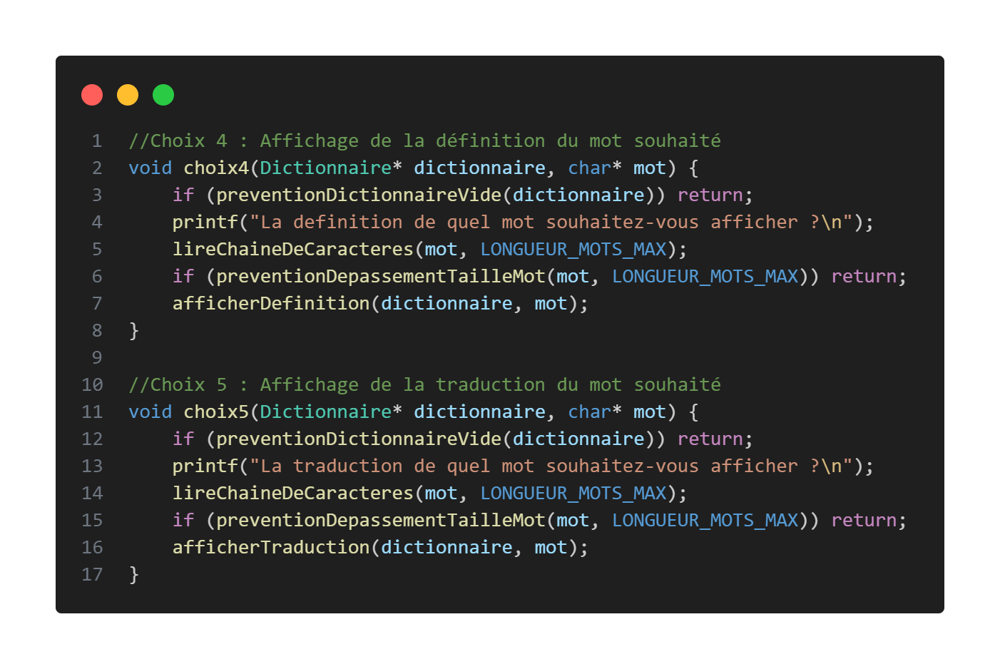 1 //Choix 4 : Affichage de la définition du mot souhaité
2 void choix4(Dictionnaire* dictionnaire, char* mot) {
3     if (preventionDictionnaireVide(dictionnaire)) return;
4     printf("La definition de quel mot souhaitez-vous afficher ?\n");
5     lireChaineDeCaracteres(mot, LONGUEUR_MOTS_MAX);
6     if (preventionDepassementTailleMot(mot, LONGUEUR_MOTS_MAX)) return;
7     afficherDefinition(dictionnaire, mot);
8 }
9
10 //Choix 5 : Affichage de la traduction du mot souhaité
11 void choix5(Dictionnaire* dictionnaire, char* mot) {
12     if (preventionDictionnaireVide(dictionnaire)) return;
13     printf("La traduction de quel mot souhaitez-vous afficher ?\n");
14     lireChaineDeCaracteres(mot, LONGUEUR_MOTS_MAX);
15     if (preventionDepassementTailleMot(mot, LONGUEUR_MOTS_MAX)) return;
16     afficherTraduction(dictionnaire, mot);
17 }